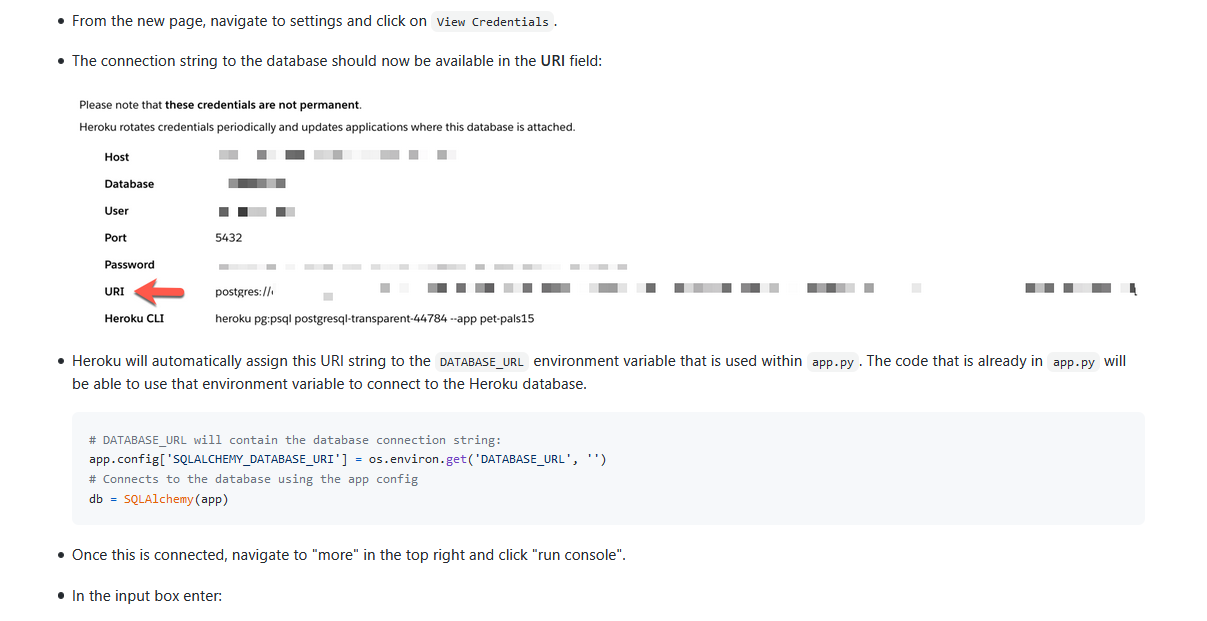 From the new page, navigate to settings and click on View Credentials.
The connection string to the database should now be available in the URI field:
Please note that these credentials are not permanent.
Heroku rotates credentials periodically and updates applications where this database is attached.
Host
Database
User
Port 5432
Password
URI postgres://
Heroku CLI heroku pg:psql postgresql-transparent-44784 --app pet-pals15
Heroku will automatically assign this URI string to the DATABASE_URL environment variable that is used within app.py. The code that is already in app.py will
be able to use that environment variable to connect to the Heroku database.
# DATABASE_URL will contain the database connection string:
app.config['SQLALCHEMY_DATABASE_URI'] = os.environ.get('DATABASE_URL', '')
# Connects to the database using the app config
db = SQLAlchemy(app)
Once this is connected, navigate to "more" in the top right and click "run console".
In the input box enter: